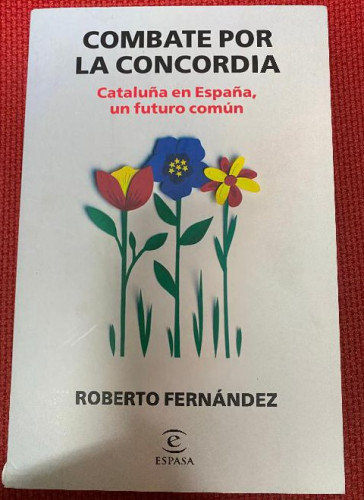 COMBATE POR
LA CONCORDIA
Cataluña en España,
un futuro común
ROBERTO FERNÁNDEZ
e
ESPASA